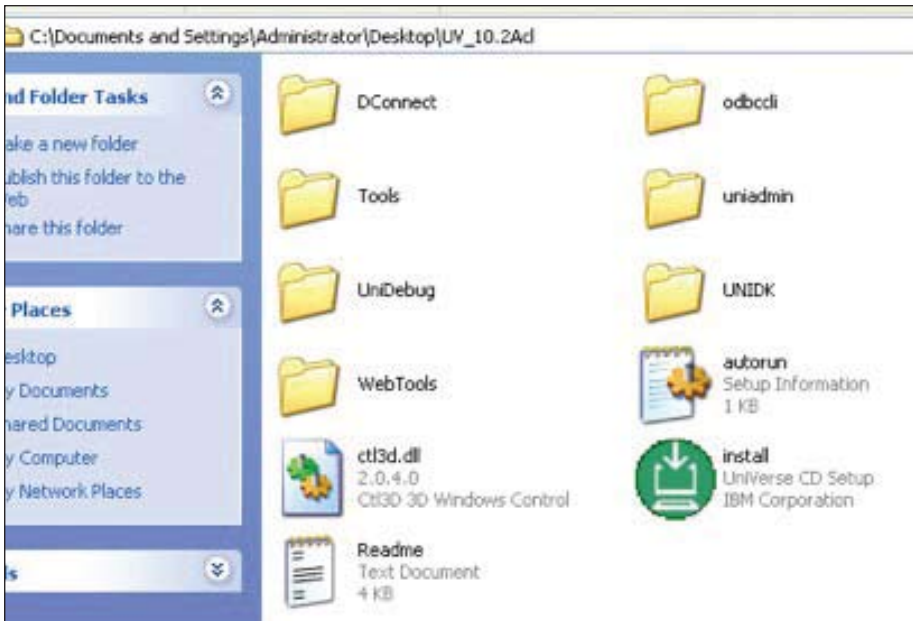 C:\Documents and Settings\Administrator\Desktop\UV_10.2Acl
nd Folder Tasks
ake a new folder
ublish this folder to the
Veb
hare this folder
Places
esktop
y Documents
hared Documents
y Computer
y Network Places
ls
DConnect
odbccli
Tools
uniadmin
UniDebug
UNIDK
WebTools
autorun
Setup Information
1 KB
ctl3d.dll
2.0.4.0
Ctl3D 3D Windows Control
install
UniVerse CD Setup
IBM Corporation
Readme
Text Document
4 KB